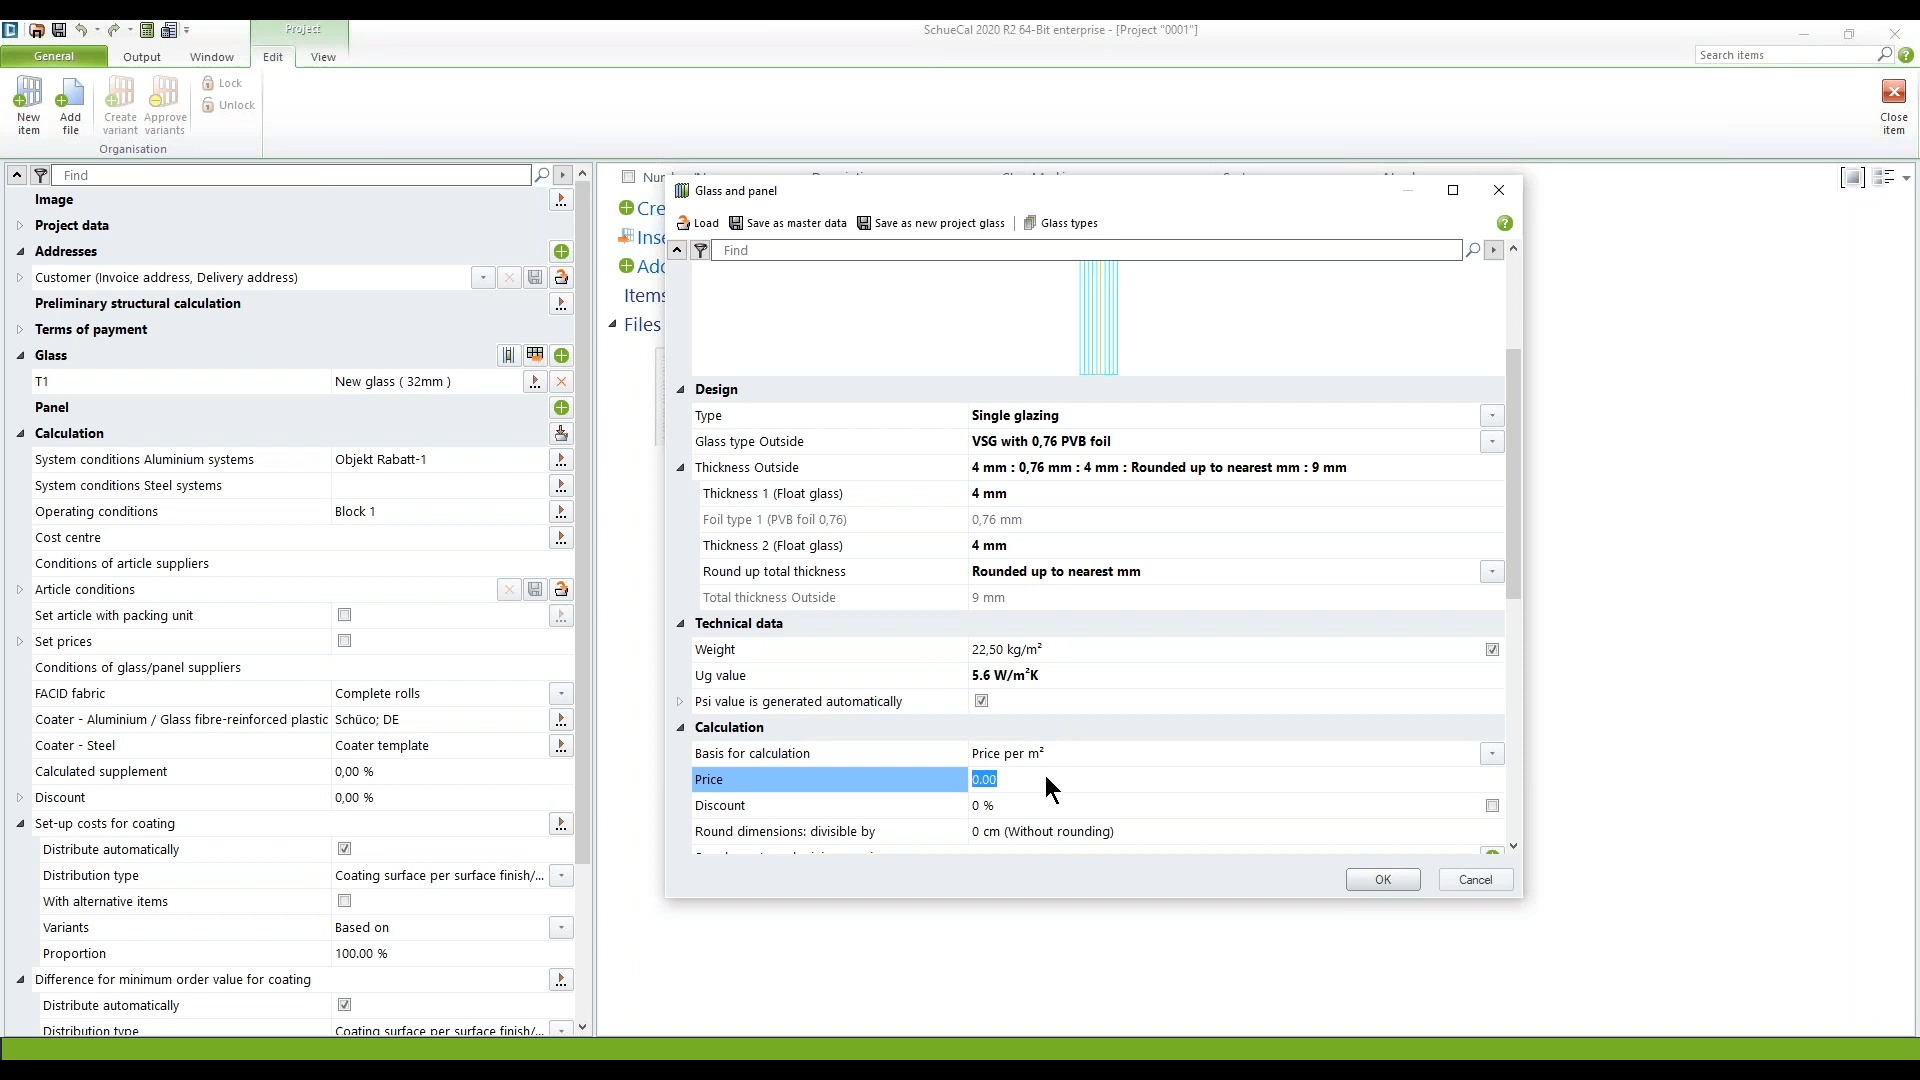 Project
SchueCal 2020 R2 64-Bit enterprise - [Project "0001"]
General
Output
Window
Edit
View
Search items
New item
Add file
Create variant
Approve variants
Lock
Unlock
Organisation
Close item
Find
Image
Project data
Addresses
Customer (Invoice address, Delivery address)
Preliminary structural calculation
Terms of payment
Glass
T1 New glass ( 32mm )
Panel
Calculation
System conditions Aluminium systems Objekt Rabatt-1
System conditions Steel systems
Operating conditions Block 1
Cost centre
Conditions of article suppliers
Article conditions
Set article with packing unit
Set prices
Conditions of glass/panel suppliers
FACID fabric Complete rolls
Coater - Aluminium / Glass fibre-reinforced plastic Schüco; DE
Coater - Steel Coater template
Calculated supplement 0,00 %
Discount 0,00 %
Set-up costs for coating
Distribute automatically
Distribution type Coating surface per surface finish/...
With alternative items
Variants Based on
Proportion 100.00 %
Difference for minimum order value for coating
Distribute automatically
Distribution type Coating surface per surface finish/...
Cre
Inse
Add
Items
Files
Glass and panel
Load
Save as master data
Save as new project glass
Glass types
Find
Design
Type Single glazing
Glass type Outside VSG with 0,76 PVB foil
Thickness Outside 4 mm : 0,76 mm : 4 mm : Rounded up to nearest mm : 9 mm
Thickness 1 (Float glass) 4 mm
Foil type 1 (PVB foil 0,76) 0,76 mm
Thickness 2 (Float glass) 4 mm
Round up total thickness Rounded up to nearest mm
Total thickness Outside 9 mm
Technical data
Weight 22,50 kg/m²
Ug value 5.6 W/m²K
Psi value is generated automatically
Calculation
Basis for calculation Price per m²
Price 0.00
Discount 0 %
Round dimensions: divisible by 0 cm (Without rounding)
OK
Cancel